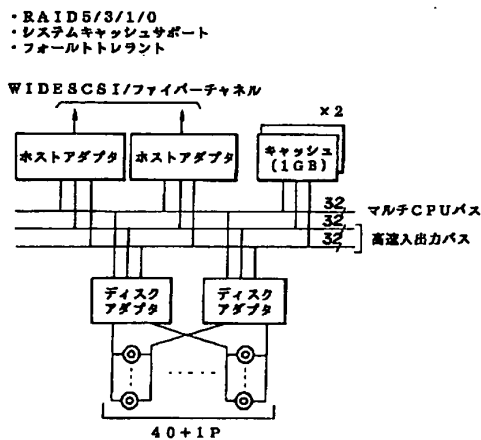 ・RAID5/3/1/0
・システムキャッシュサポート
・フォールトトレラント
WIDESCSI/ファイバーチャネル
×2
ホストアダプタ
ホストアダプタ
キャッシュ
(1GB)
32
マルチCPUバス
32
32
高速入出力バス
ディスク
アダプタ
ディスク
アダプタ
40+1P